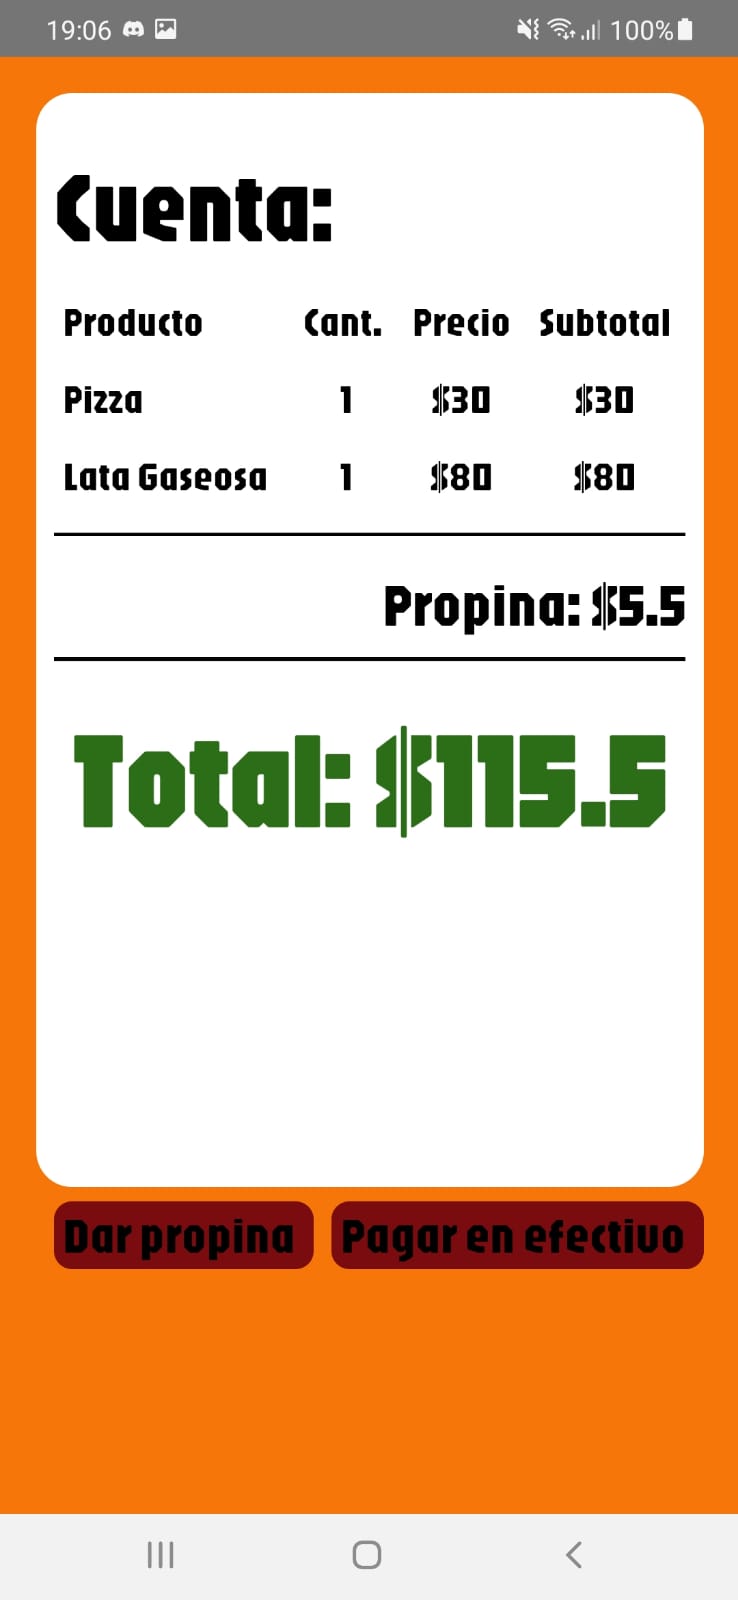 19:06 100%
Cuenta:
Producto Cant. Precio Subtotal
Pizza 1 $30 $30
Lata Gaseosa 1 $80 $80
Propina: $5.5
Total: $115.5
Dar propina Pagar en efectivo